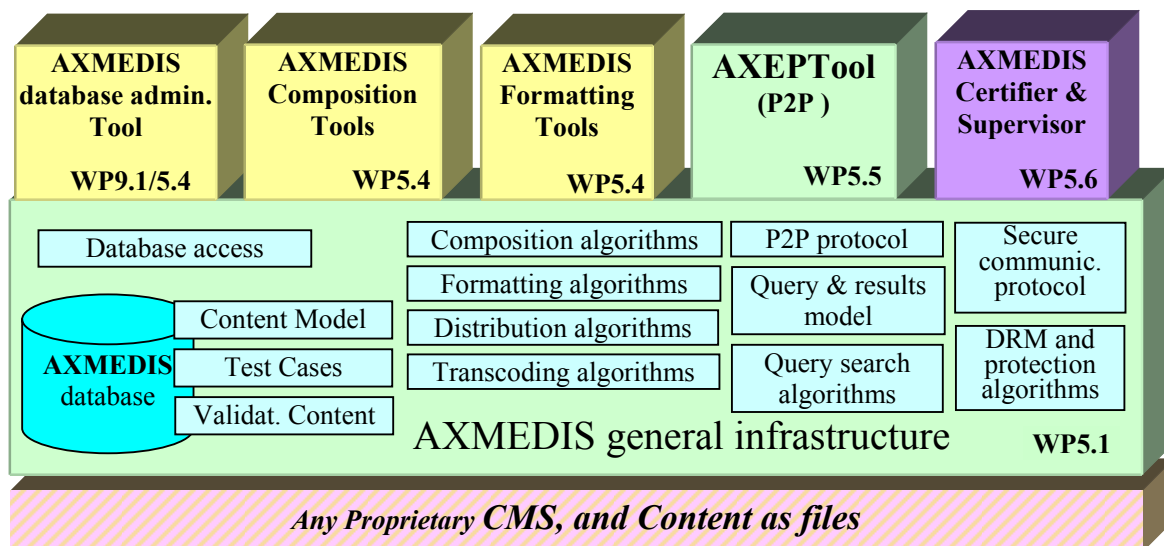 AXMEDIS
database admin.
Tool
WP9.1/5.4
AXMEDIS
Composition
Tools
WP5.4
AXMEDIS
Formatting
Tools
WP5.4
AXEPTool
(P2P )
WP5.5
AXMEDIS
Certifier &
Supervisor
WP5.6
Database access
AXMEDIS
database
Content Model
Test Cases
Validat. Content
Composition algorithms
Formatting algorithms
Distribution algorithms
Transcoding algorithms
P2P protocol
Query & results
model
Query search
algorithms
Secure
communic.
protocol
DRM and
protection
algorithms
AXMEDIS general infrastructure
WP5.1
Any Proprietary CMS, and Content as files